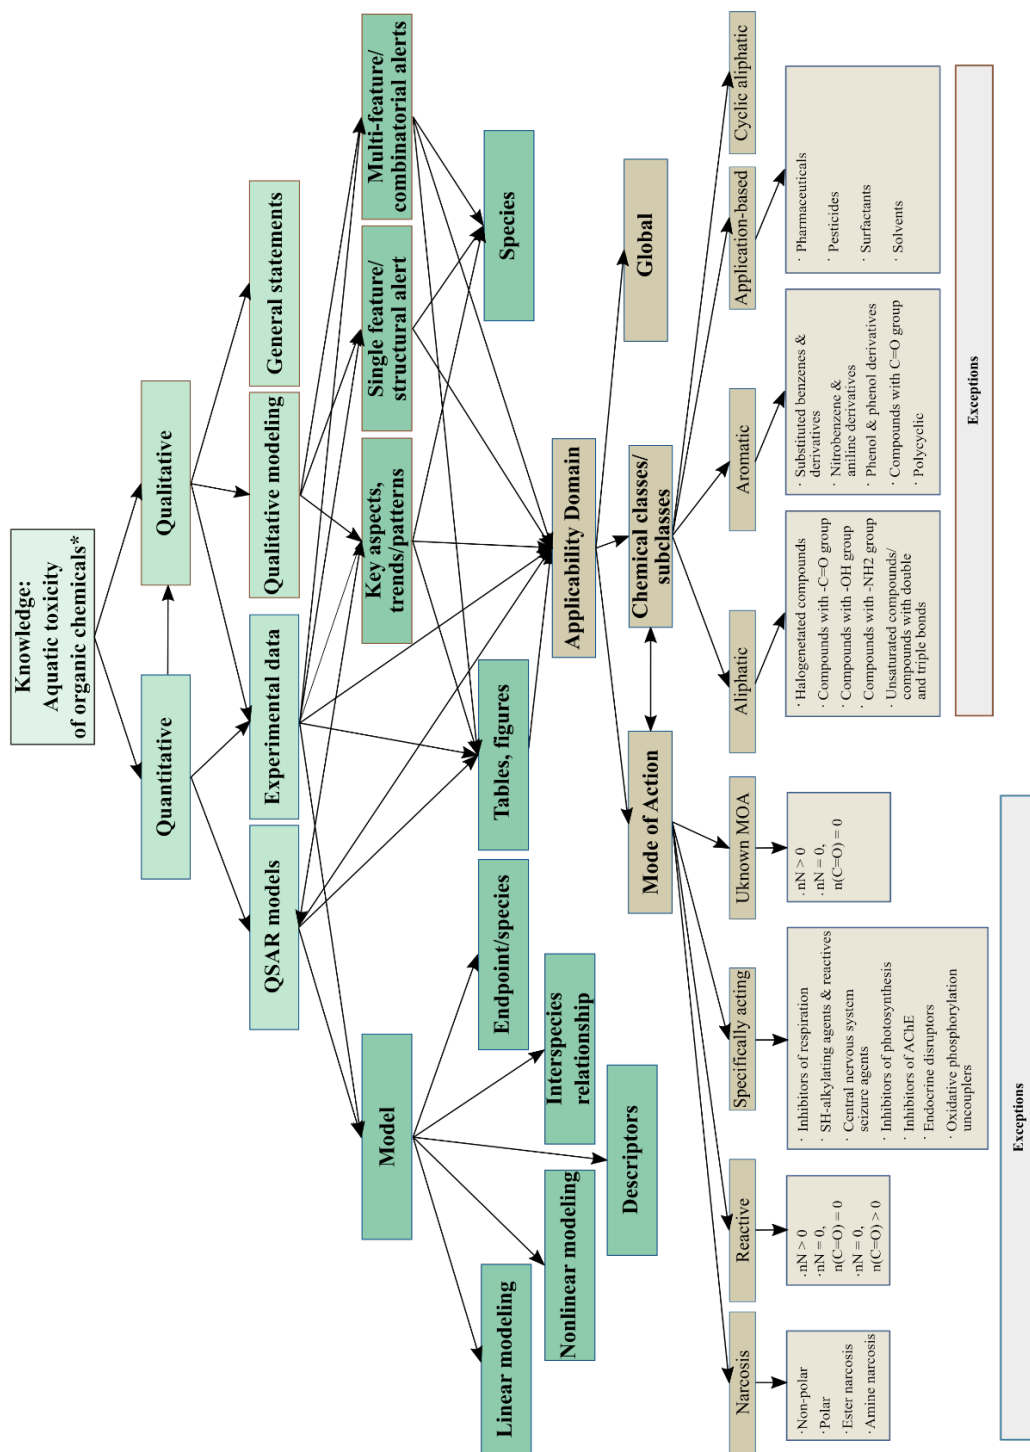 Knowledge:
Aquatic toxicity
of organic chemicals*
Quantitative
Qualitative
QSAR models
Experimental data
Qualitative modeling
General statements
Model
Key aspects,
trends/patterns
Single feature/
structural alert
Multi-feature/
combinatorial alerts
Linear modeling
Endpoint/species
Tables, figures
Species
Nonlinear modeling
Interspecies
relationship
Applicability Domain
Descriptors
Mode of Action
Chemical classes/
subclasses
Global
Narcosis
Reactive
Specifically acting
Uknown MOA
Aliphatic
Aromatic
Application-based
Cyclic aliphatic
·Non-polar
·Polar
·Ester narcosis
·Amine narcosis
·nN > 0
·nN = 0,
n(C=O) = 0
·nN = 0,
n(C=O) > 0
· Inhibitors of respiration
· SH-alkylating agents & reactives
· Central nervous system
seizure agents
· Inhibitors of photosynthesis
· Inhibitors of AChE
· Endocrine disruptors
· Oxidative phosphorylation
uncouplers
·nN > 0
·nN = 0,
n(C=O) = 0
· Halogenetated compounds
· Compounds with -C=O group
· Compounds with -OH group
· Compounds with -NH2 group
· Unsaturated compounds/
compounds with double
and triple bonds
· Substituted benzenes &
derivatives
· Nitrobenzene &
aniline derivatives
· Phenol & phenol derivatives
· Compounds with C=O group
· Polycyclic
· Pharmaceuticals
· Pesticides
· Surfactants
· Solvents
Exceptions
Exceptions